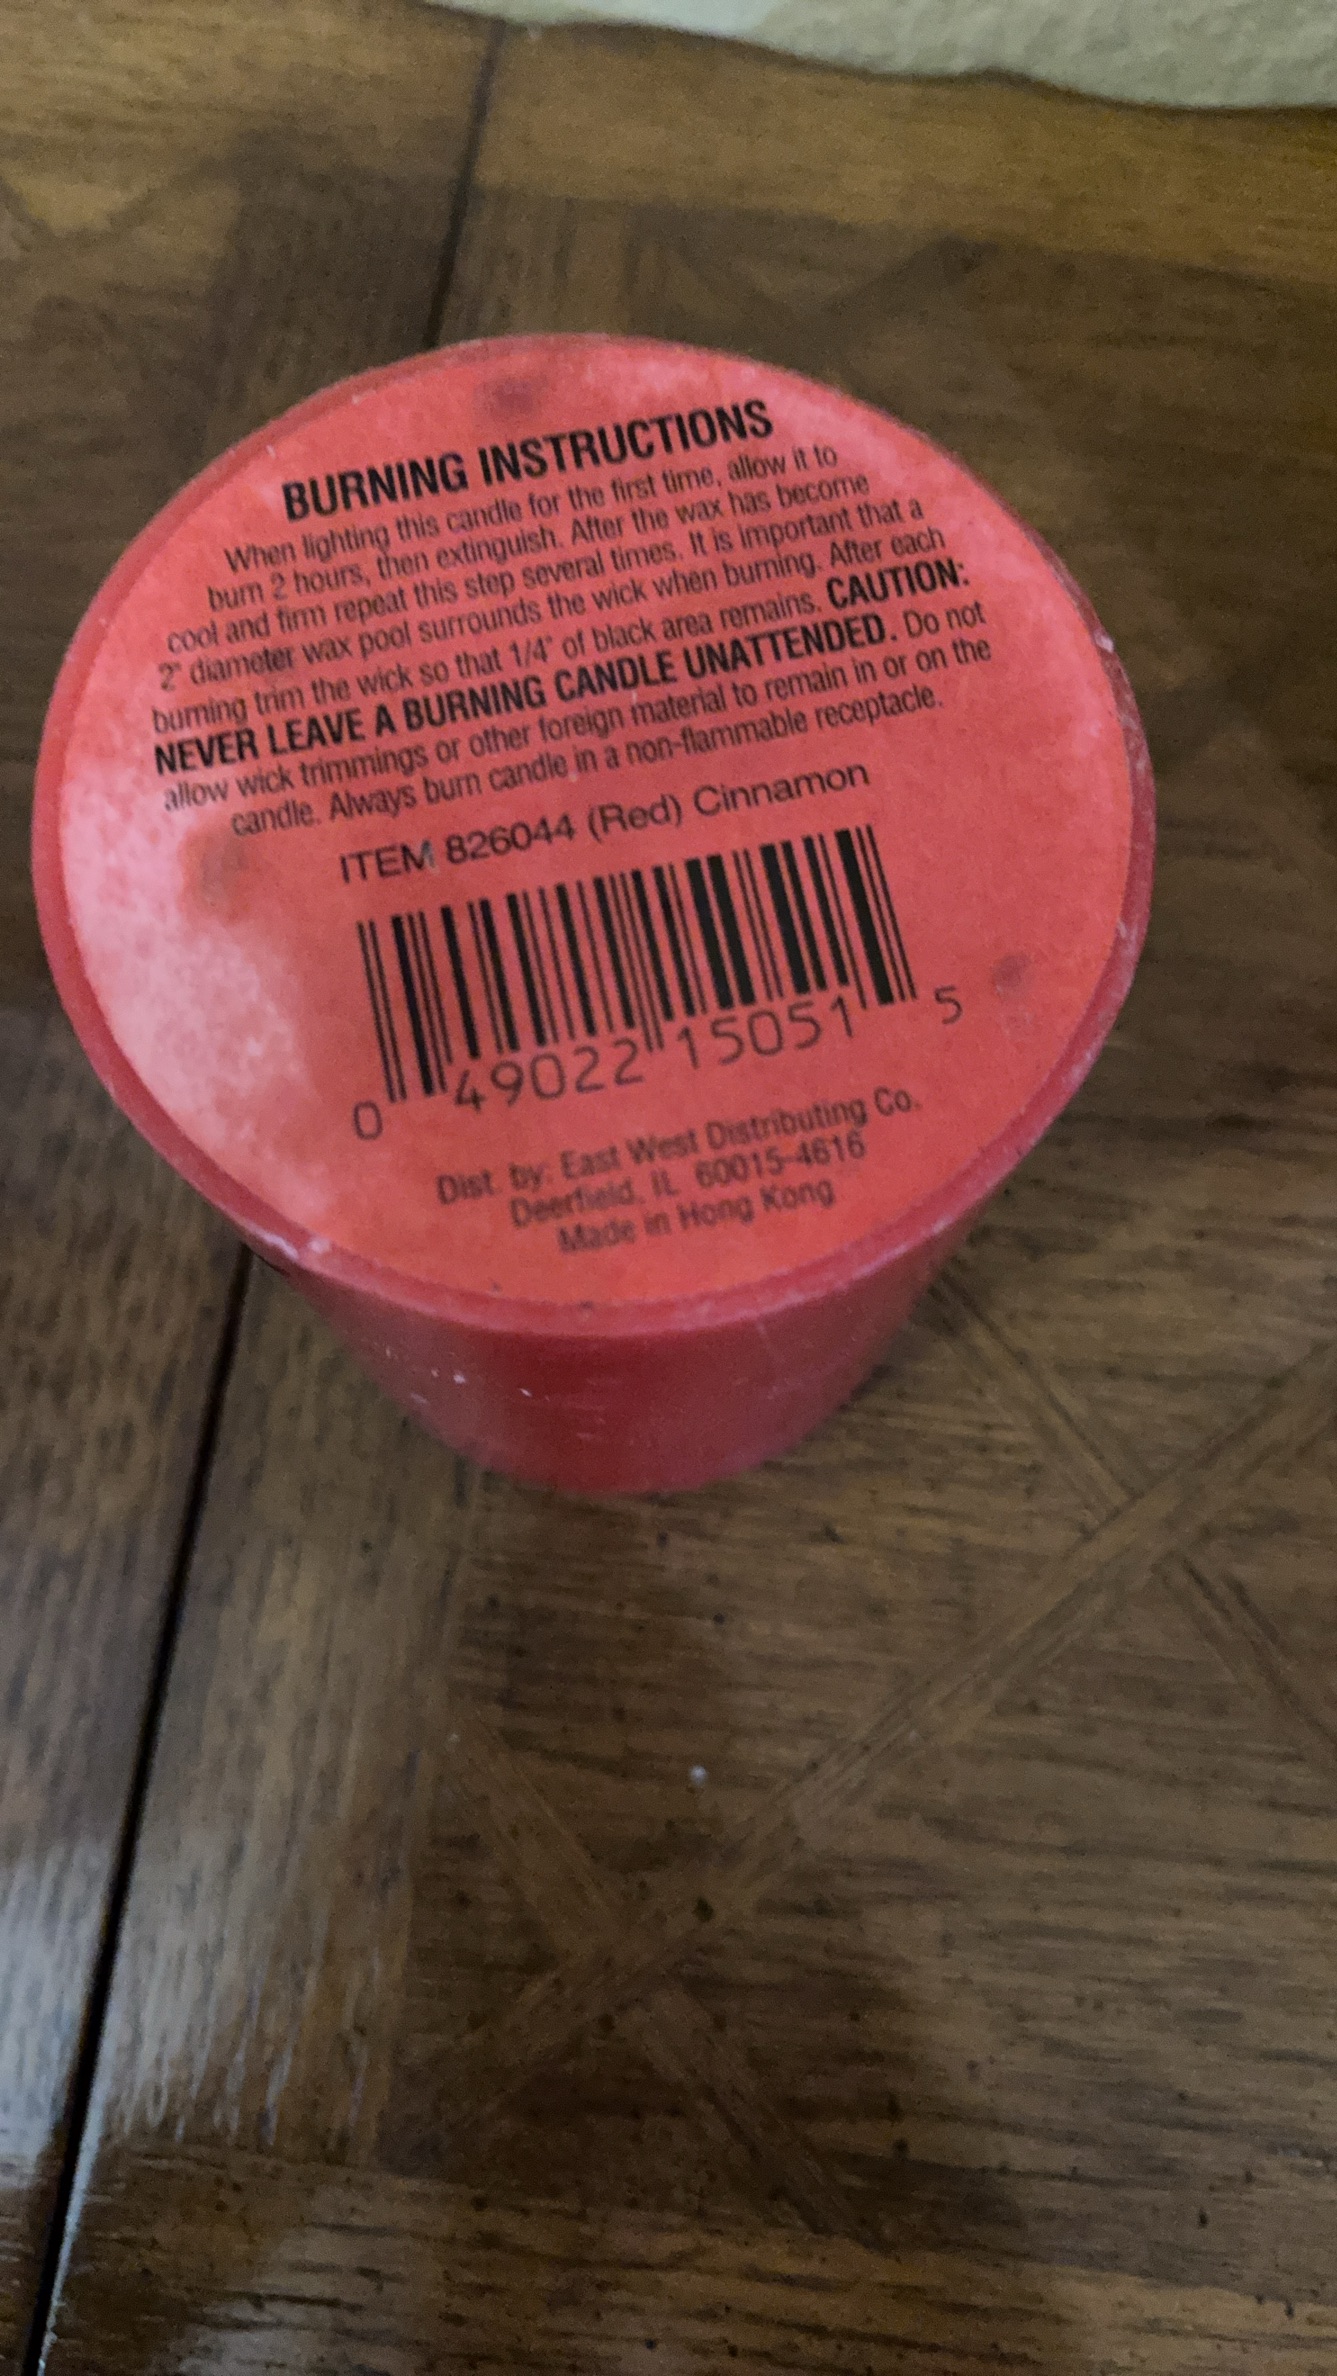 BURNING INSTRUCTIONS
When lighting this candle for the first time, allow it to
burn 2 hours, then extinguish. After the wax has become
cool and firm repeat this step several times. It is important that a
2" diameter wax pool surrounds the wick when burning. After each
burning trim the wick so that 1/4" of black area remains. CAUTION:
NEVER LEAVE A BURNING CANDLE UNATTENDED. Do not
allow wick trimmings or other foreign material to remain in or on the
candle. Always burn candle in a non-flammable receptacle.
ITEM 826044 (Red) Cinnamon
0 49022 15051 5
Dist. by: East West Distributing Co.
Deerfield, IL 60015-4616
Made in Hong Kong